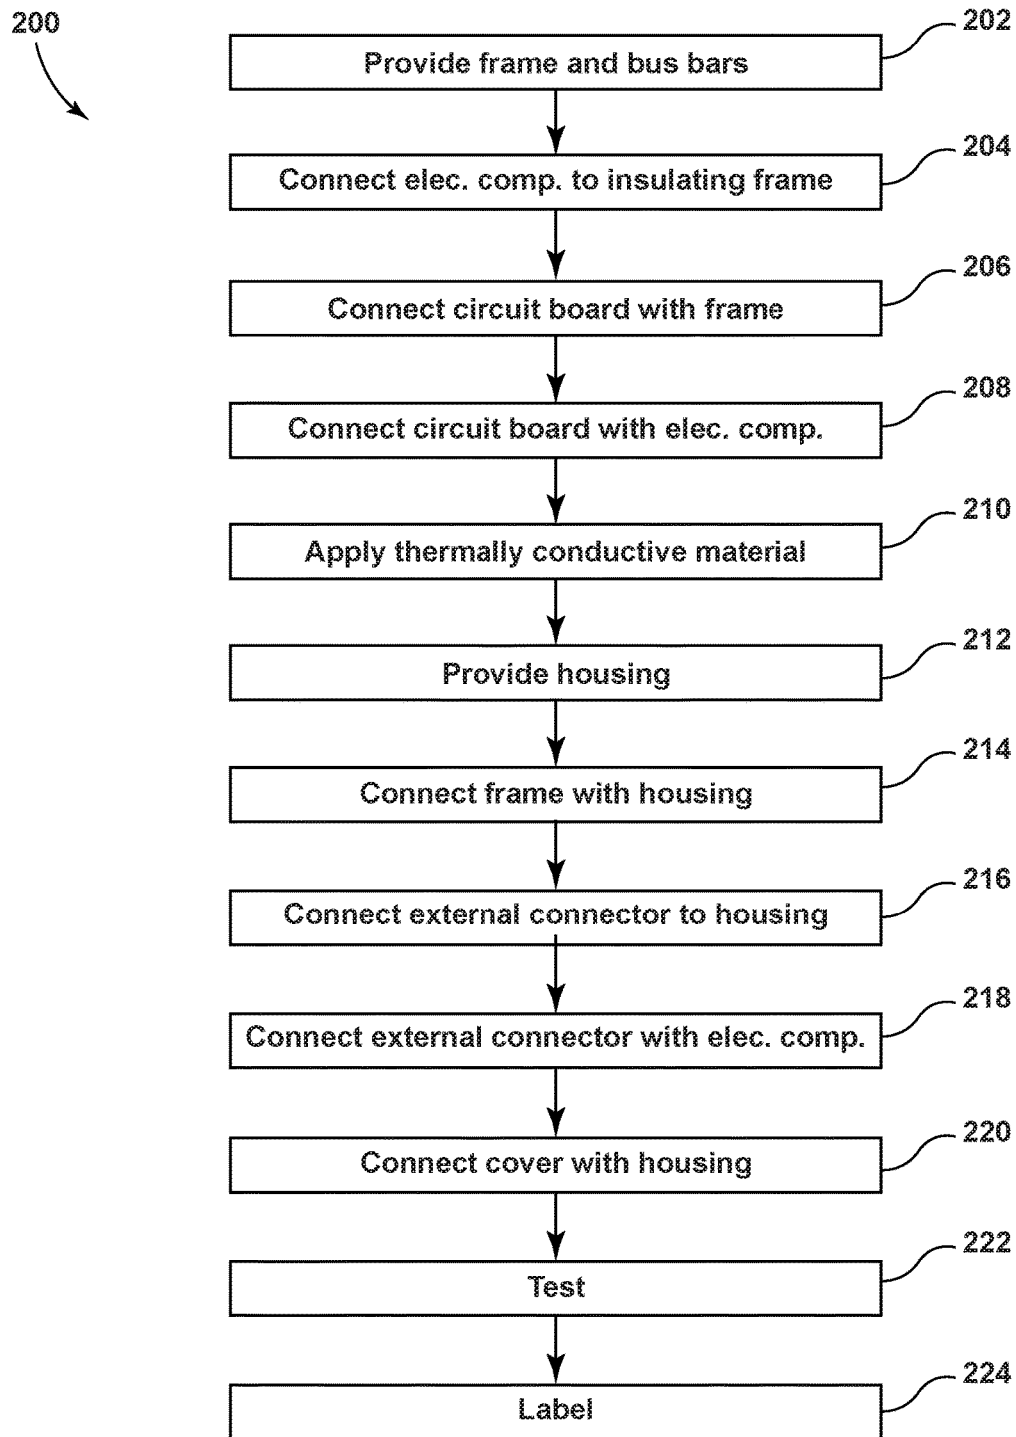 200
202
Provide frame and bus bars
204
Connect elec. comp. to insulating frame
206
Connect circuit board with frame
208
Connect circuit board with elec. comp.
210
Apply thermally conductive material
212
Provide housing
214
Connect frame with housing
216
Connect external connector to housing
218
Connect external connector with elec. comp.
220
Connect cover with housing
222
Test
224
Label